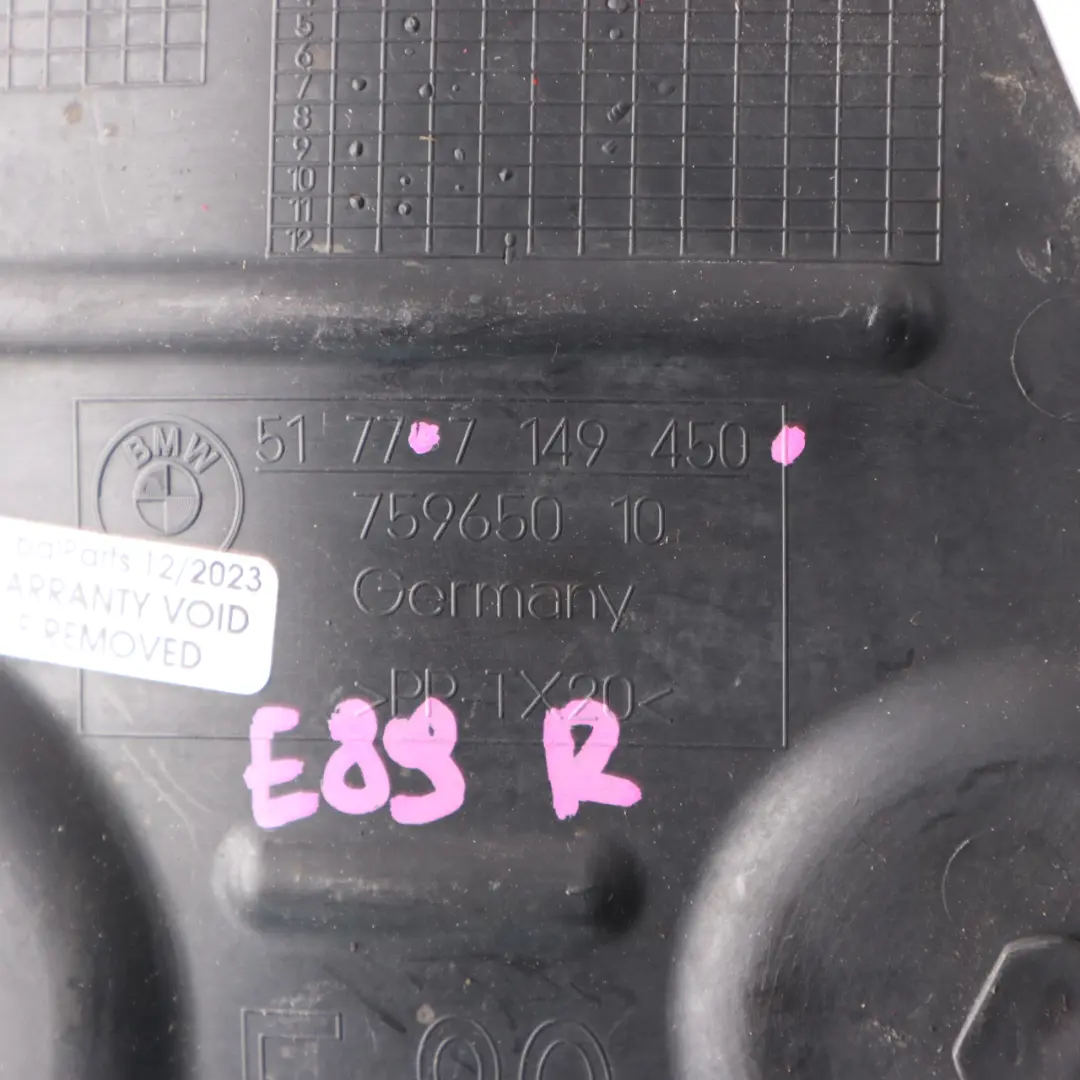 5
6
7
8
9
10
11
12
BMW
51 77 7 149 450
759650 10
Germany
>PP-TX20<
12/2023
ARRANTY VOID
REMOVED
E89 R